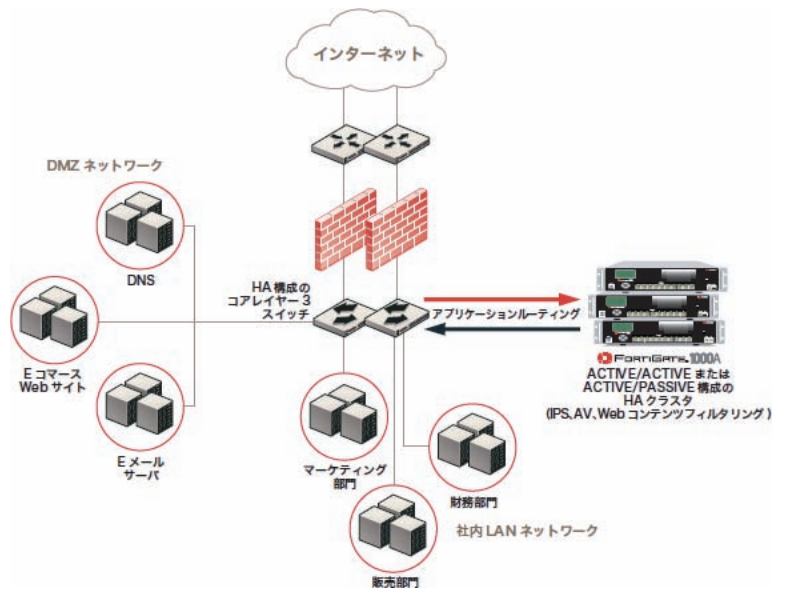 インターネット
DMZ ネットワーク
DNS
HA 構成の
コアレイヤー 3
スイッチ
アプリケーションルーティング
E コマース
Web サイト
FORTIGATE 1000A
ACTIVE/ACTIVE または
ACTIVE/PASSIVE 構成の
HA クラスタ
(IPS、AV、Web コンテンツフィルタリング )
E メール
サーバ
マーケティング
部門
財務部門
社内 LAN ネットワーク
販売部門